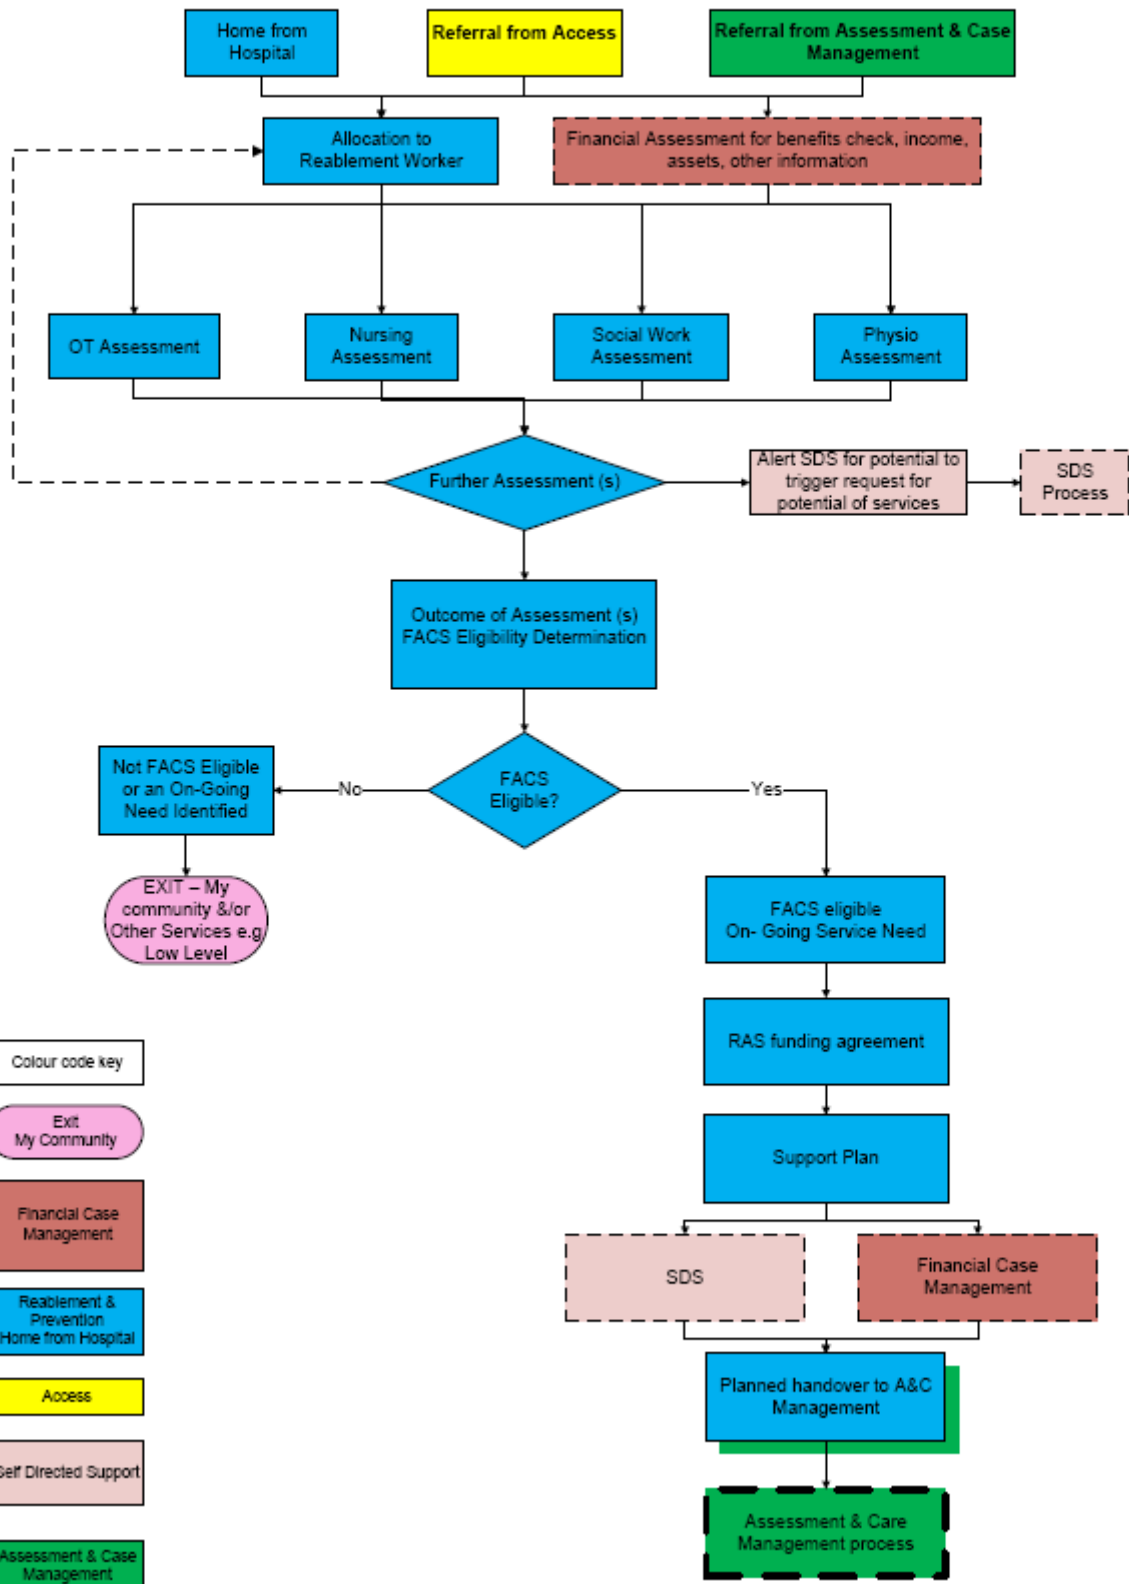 Home from
Hospital
Referral from Access
Referral from Assessment & Case
Management
Allocation to
Reablement Worker
Financial Assessment for benefits check, income,
assets, other information
OT Assessment
Nursing
Assessment
Social Work
Assessment
Physio
Assessment
Further Assessment (s)
Alert SDS for potential to
trigger request for
potential of services
SDS
Process
Outcome of Assessment (s)
FACS Eligibility Determination
Not FACS Eligible
or an On-Going
Need Identified
No
FACS
Eligible?
Yes
EXIT – My
community &/or
Other Services e.g
Low Level
FACS eligible
On- Going Service Need
RAS funding agreement
Support Plan
SDS
Financial Case
Management
Planned handover to A&C
Management
Assessment & Care
Management process
Colour code key
Exit
My Community
Financial Case
Management
Reablement &
Prevention
Home from Hospital
Access
Self Directed Support
Assessment & Case
Management